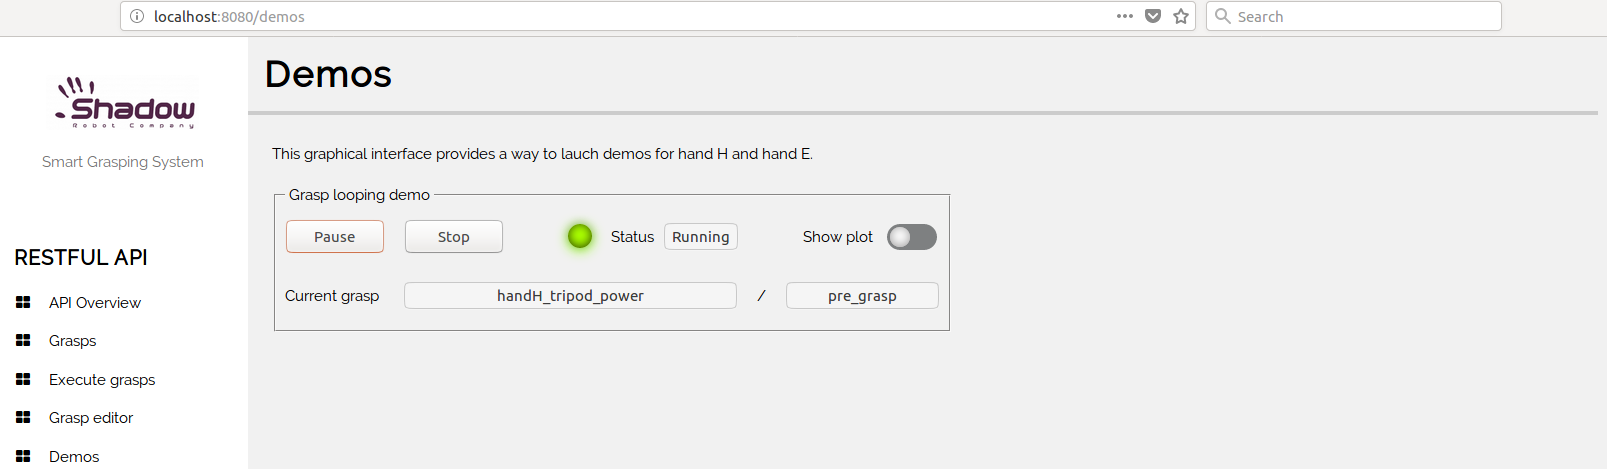 localhost:8080/demos
Search
Shadow
Robot Company
Smart Grasping System
RESTFUL API
API Overview
Grasps
Execute grasps
Grasp editor
Demos
Demos
This graphical interface provides a way to lauch demos for hand H and hand E.
Grasp looping demo
Pause Stop Status Running Show plot
Current grasp handH_tripod_power / pre_grasp